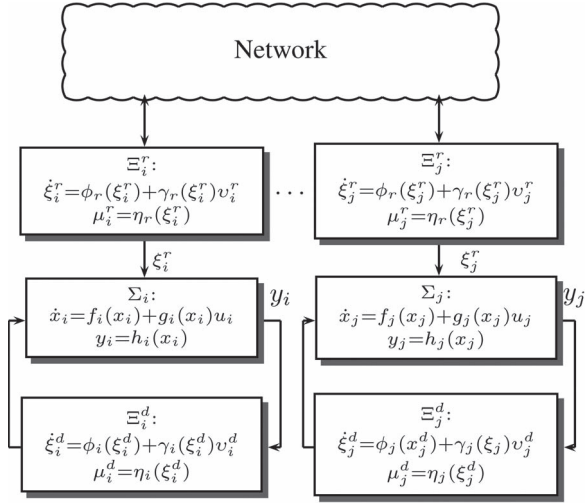 Network
Ξ_i^r:
ξ̇_i^r=φ_r(ξ_i^r)+γ_r(ξ_i^r)υ_i^r
μ_i^r=η_r(ξ_i^r)
...
Ξ_j^r:
ξ̇_j^r=φ_r(ξ_j^r)+γ_r(ξ_j^r)υ_j^r
μ_j^r=η_r(ξ_j^r)
ξ_i^r
ξ_j^r
Σ_i:
ẋ_i=f_i(x_i)+g_i(x_i)u_i
y_i=h_i(x_i)
y_i
Σ_j:
ẋ_j=f_j(x_j)+g_j(x_j)u_j
y_j=h_j(x_j)
y_j
Ξ_i^d:
ξ̇_i^d=φ_i(ξ_i^d)+γ_i(ξ_i^d)υ_i^d
μ_i^d=η_i(ξ_i^d)
Ξ_j^d:
ξ̇_j^d=φ_j(x_j^d)+γ_j(ξ_j)υ_j^d
μ_j^d=η_j(ξ_j^d)